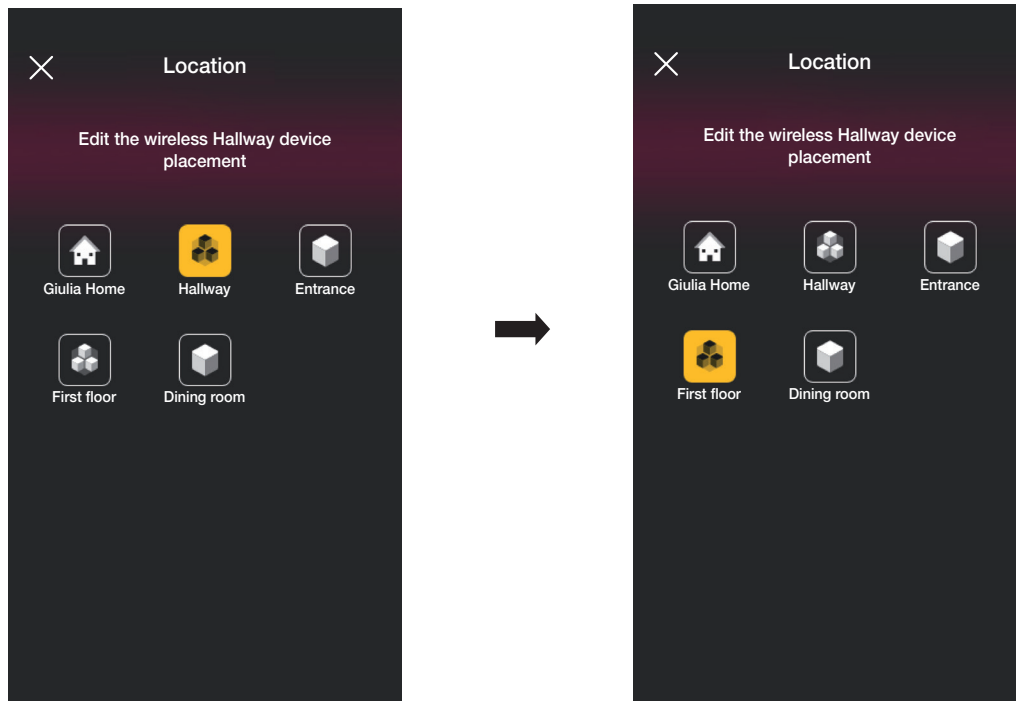 Location
Edit the wireless Hallway device
placement
Giulia Home
Hallway
Entrance
First floor
Dining room
Location
Edit the wireless Hallway device
placement
Giulia Home
Hallway
Entrance
First floor
Dining room